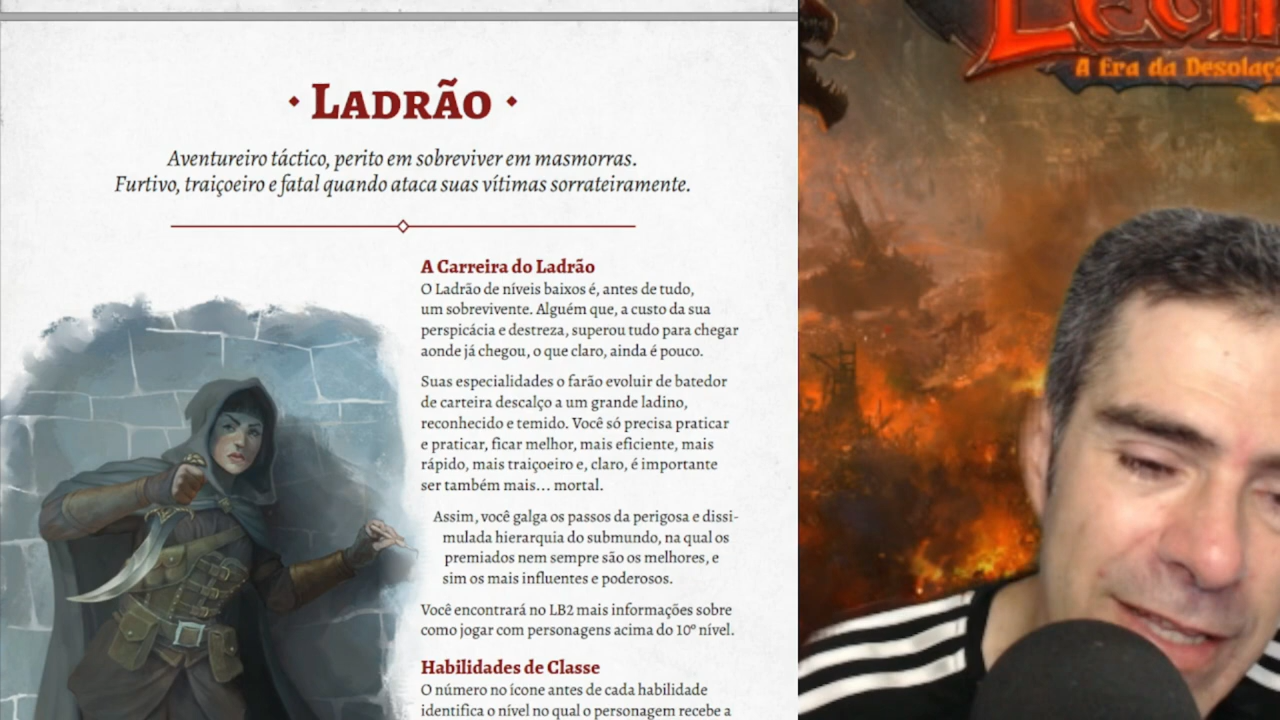 Ladrão
Aventureiro táctico, perito em sobreviver em masmorras.
Furtivo, traiçoeiro e fatal quando ataca suas vítimas sorrateiramente.
A Carreira do Ladrão
O Ladrão de níveis baixos é, antes de tudo,
um sobrevivente. Alguém que, a custo da sua
perspicácia e destreza, superou tudo para chegar
aonde já chegou, o que claro, ainda é pouco.
Suas especialidades o farão evoluir de batedor
de carteira descalço a um grande ladino,
reconhecido e temido. Você só precisa praticar
e praticar, ficar melhor, mais eficiente, mais
rápido, mais traiçoeiro e, claro, é importante
ser também mais... mortal.
Assim, você galga os passos da perigosa e dissi-
mulada hierarquia do submundo, na qual os
premiados nem sempre são os melhores, e
sim os mais influentes e poderosos.
Você encontrará no LB2 mais informações sobre
como jogar com personagens acima do 10º nível.
Habilidades de Classe
O número no ícone antes de cada habilidade
identifica o nível no qual o personagem recebe a
A Era da Desolaç